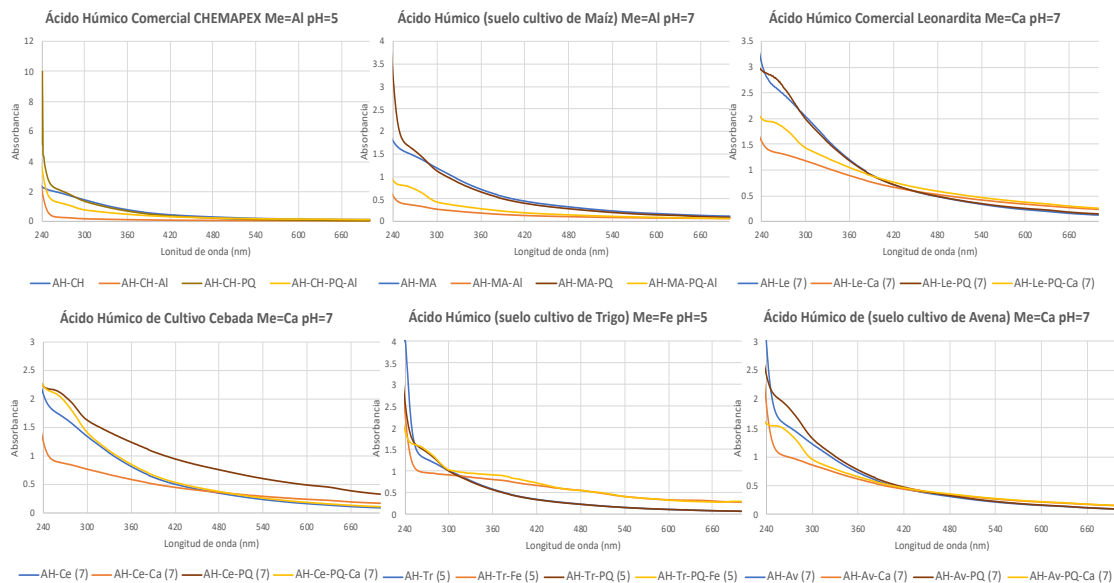 Ácido Húmico Comercial CHEMAPEX Me=Al pH=5
12
10
8
6
4
2
0
Absorbancia
240 300 360 420 480 540 600 660
Lonitud de onda (nm)
AH-CH AH-CH-Al AH-CH-PQ AH-CH-PQ-Al
Ácido Húmico (suelo cultivo de Maíz) Me=Al pH=7
4
3.5
3
2.5
2
1.5
1
0.5
0
Absorbancia
240 300 360 420 480 540 600 660
Longitud de onda (nm)
AH-MA AH-MA-Al AH-MA-PQ AH-MA-PQ-Al
Ácido Húmico Comercial Leonardita Me=Ca pH=7
3.5
3
2.5
2
1.5
1
0.5
0
Absorbancia
240 300 360 420 480 540 600 660
Longitud de onda (nm)
AH-Le (7) AH-Le-Ca (7) AH-Le-PQ (7) AH-Le-PQ-Ca (7)
Ácido Húmico de Cultivo Cebada Me=Ca pH=7
3
2.5
2
1.5
1
0.5
0
Absorbancia
240 300 360 420 480 540 600 660
Longitud de onda (nm)
AH-Ce (7) AH-Ce-Ca (7) AH-Ce-PQ (7) AH-Ce-PQ-Ca (7)
Ácido Húmico (suelo cultivo de Trigo) Me=Fe pH=5
4
3.5
3
2.5
2
1.5
1
0.5
0
Absorbancia
240 300 360 420 480 540 600 660
Longitud de onda (nm)
AH-Tr (5) AH-Tr-Fe (5) AH-Tr-PQ (5) AH-Tr-PQ-Fe (5)
Ácido Húmico de (suelo cultivo de Avena) Me=Ca pH=7
3
2.5
2
1.5
1
0.5
0
Absorbancia
240 300 360 420 480 540 600 660
Longitud de onda (nm)
AH-Av (7) AH-Av-Ca (7) AH-Av-PQ (7) AH-Av-PQ-Ca (7)